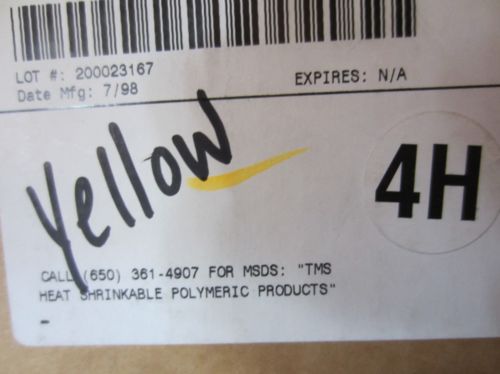 LOT #: 200023167
EXPIRES: N/A
Date Mfg: 7/98
Yellow
4H
CALL (650) 361-4907 FOR MSDS: "TMS
HEAT SHRINKABLE POLYMERIC PRODUCTS"
-